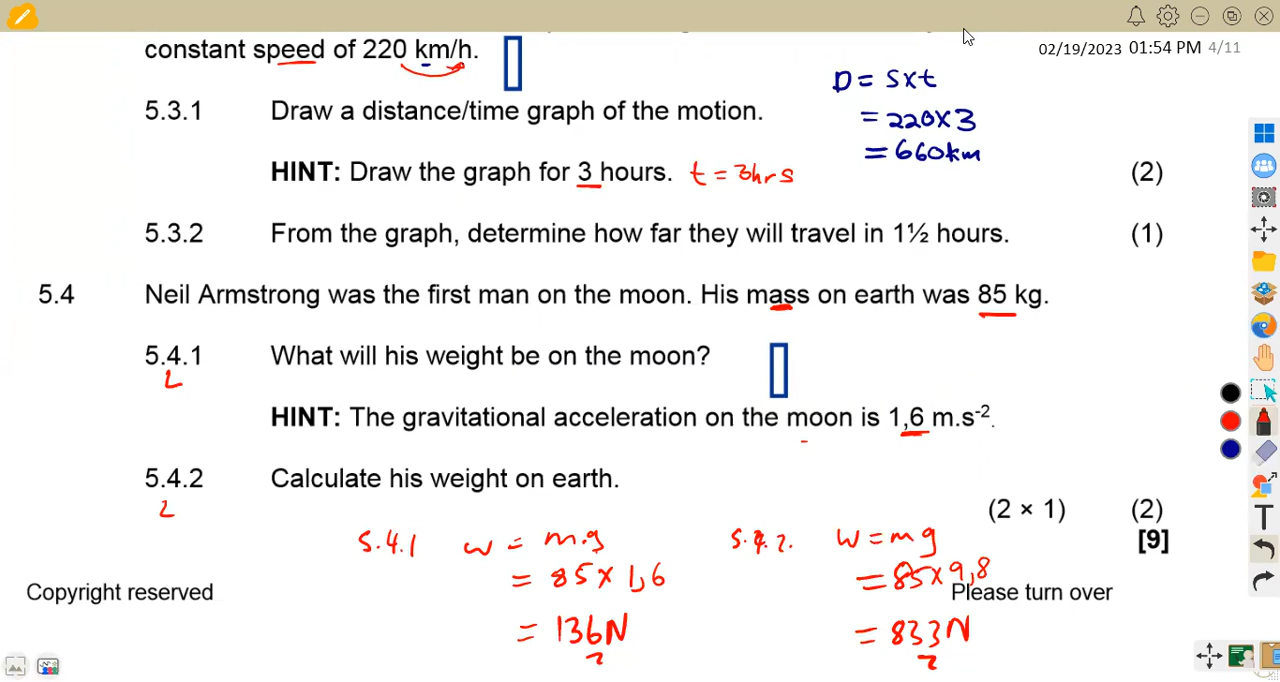 02/19/2023 01:54 PM 4/11
constant speed of 220 km/h.
D = S x t
= 220 x 3
= 660km
5.3.1 Draw a distance/time graph of the motion.
HINT: Draw the graph for 3 hours. t = 3hrs (2)
5.3.2 From the graph, determine how far they will travel in 1½ hours. (1)
5.4 Neil Armstrong was the first man on the moon. His mass on earth was 85 kg.
5.4.1 What will his weight be on the moon?
2
HINT: The gravitational acceleration on the moon is 1,6 m.s-2.
5.4.2 Calculate his weight on earth.
2
(2 × 1) (2)
[9]
5.4.1 w = m.g
= 85 x 1,6
= 136N
2
5.4.2. W = mg
= 85 x 9,8
= 833N
2
Copyright reserved Please turn over